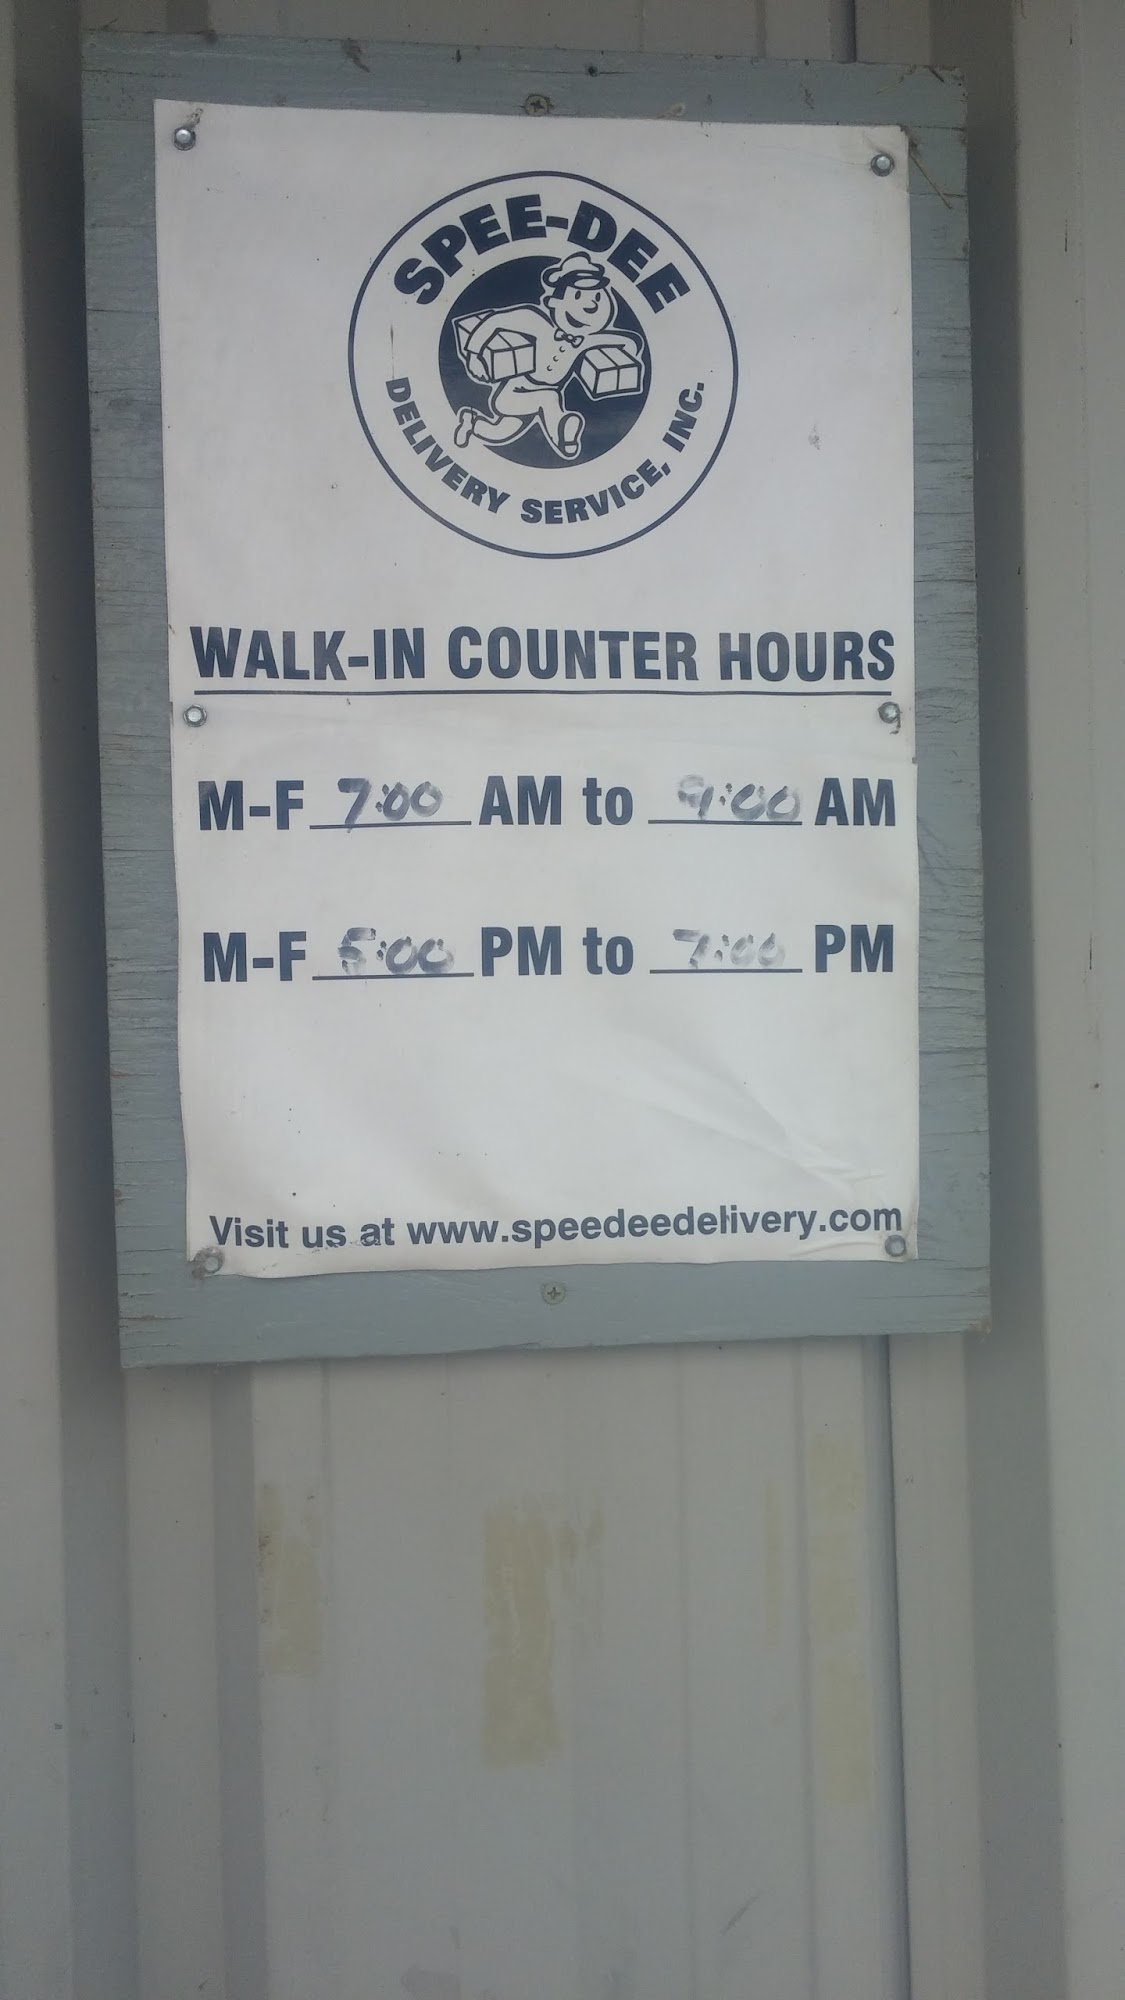 SPEE-DEE
DELIVERY SERVICE, INC.
WALK-IN COUNTER HOURS
M-F 7:00 AM to 9:00 AM
M-F 5:00 PM to 7:00 PM
Visit us at www.speedeedelivery.com